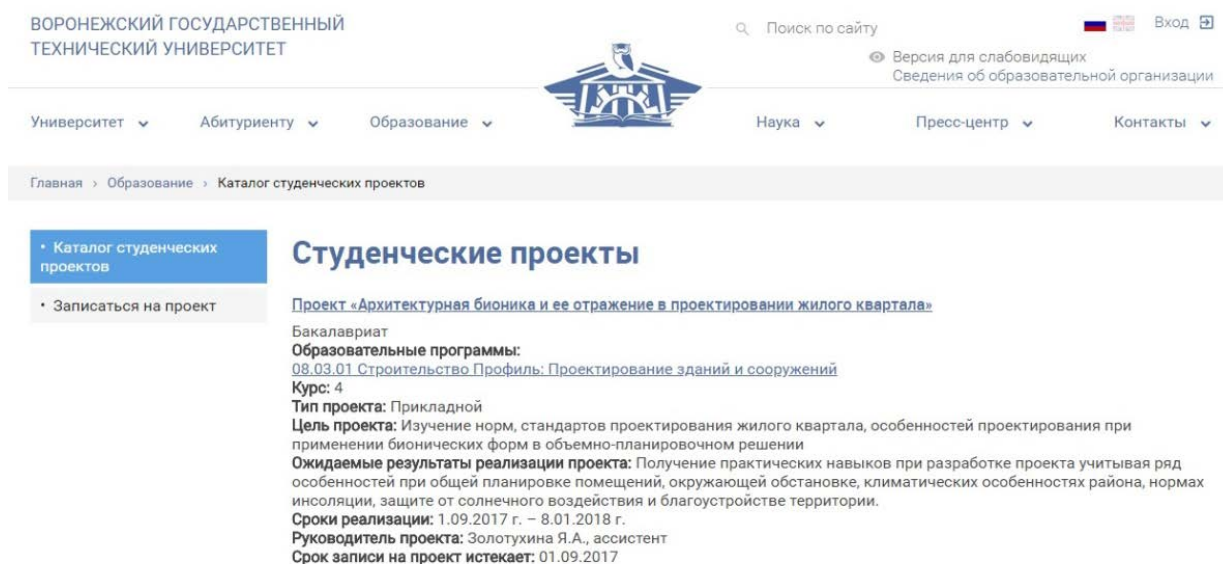 ВОРОНЕЖСКИЙ ГОСУДАРСТВЕННЫЙ
ТЕХНИЧЕСКИЙ УНИВЕРСИТЕТ
Поиск по сайту
Вход
Версия для слабовидящих
Сведения об образовательной организации
Университет
Абитуриенту
Образование
Наука
Пресс-центр
Контакты
Главная › Образование › Каталог студенческих проектов
• Каталог студенческих
проектов
• Записаться на проект
Студенческие проекты
Проект «Архитектурная бионика и ее отражение в проектировании жилого квартала»
Бакалавриат
Образовательные программы:
08.03.01 Строительство Профиль: Проектирование зданий и сооружений
Курс: 4
Тип проекта: Прикладной
Цель проекта: Изучение норм, стандартов проектирования жилого квартала, особенностей проектирования при
применении бионических форм в объемно-планировочном решении
Ожидаемые результаты реализации проекта: Получение практических навыков при разработке проекта учитывая ряд
особенностей при общей планировке помещений, окружающей обстановке, климатических особенностях района, нормах
инсоляции, защите от солнечного воздействия и благоустройстве территории.
Сроки реализации: 1.09.2017 г. – 8.01.2018 г.
Руководитель проекта: Золотухина Я.А., ассистент
Срок записи на проект истекает: 01.09.2017